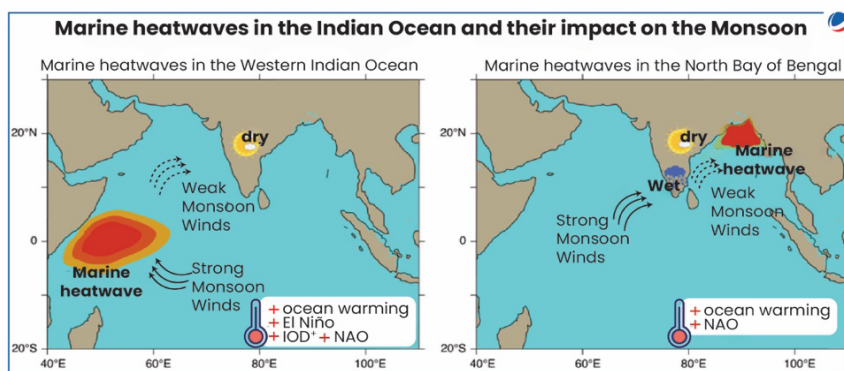 Marine heatwaves in the Indian Ocean and their impact on the Monsoon
Marine heatwaves in the Western Indian Ocean
20°N
0
20°S
40°E
60°E
80°E
100°E
dry
Weak
Monsoon
Winds
Marine
heatwave
Strong
Monsoon
Winds
+ ocean warming
+ El Niño
+ IOD⁺ + NAO
Marine heatwaves in the North Bay of Bengal
20°N
0
20°S
40°E
60°E
80°E
100°E
dry
Marine
heatwave
Wet
Weak
Monsoon
Winds
Strong
Monsoon
Winds
+ ocean warming
+ NAO